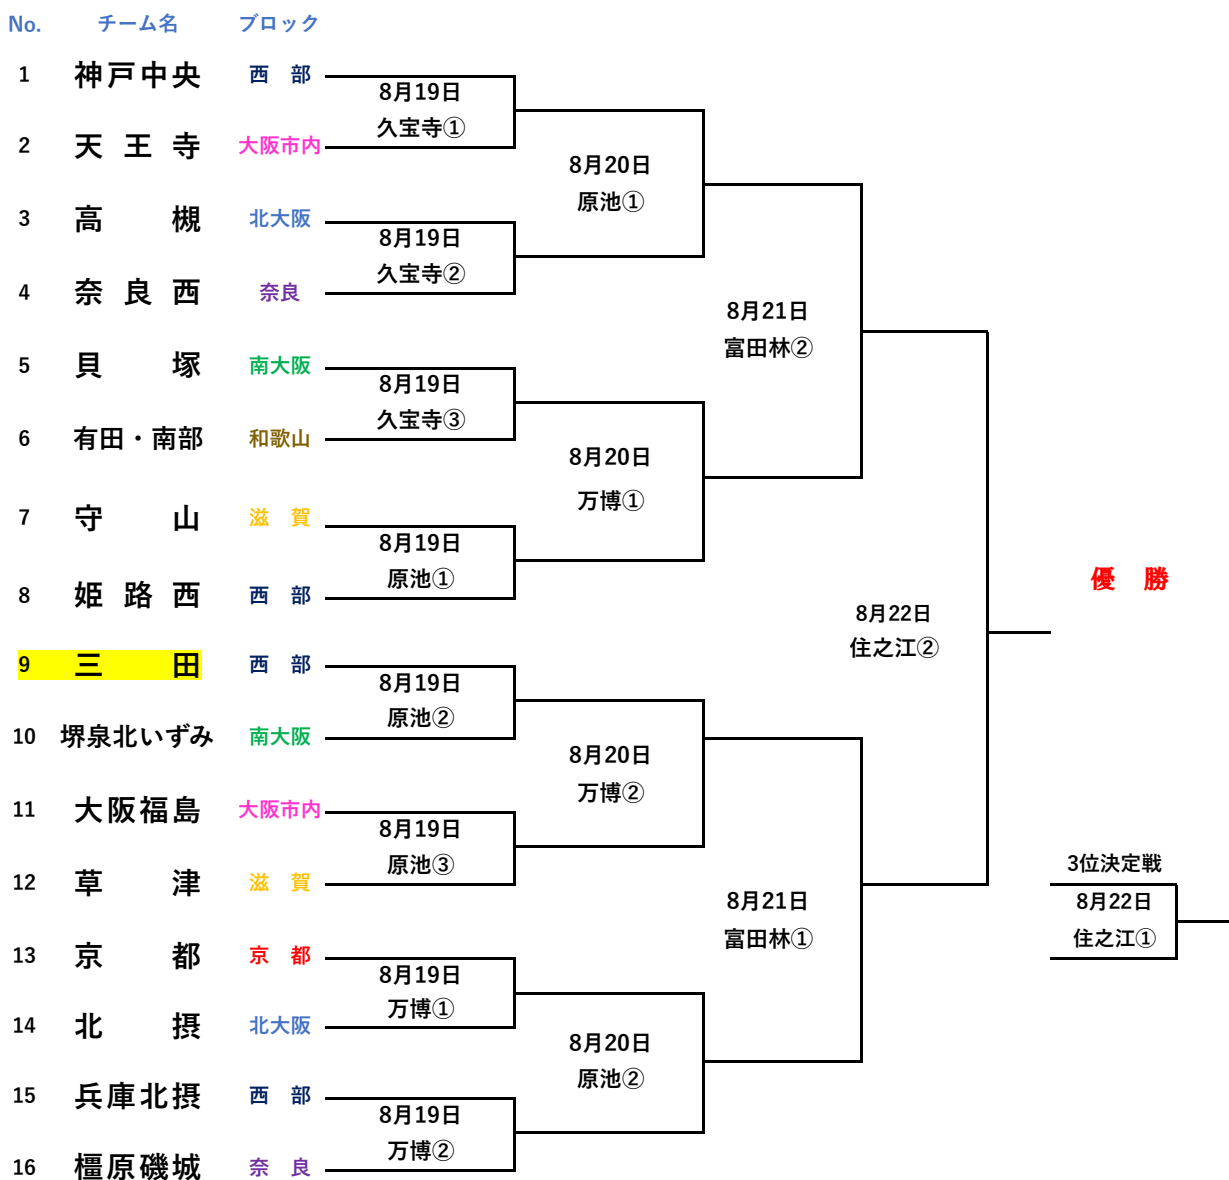 No. チーム名 ブロック
1 神戸中央 西 部
8月19日
久宝寺①
2 天 王 寺 大阪市内
8月20日
原池①
3 高 槻 北大阪
8月19日
久宝寺②
4 奈 良 西 奈良
8月21日
富田林②
5 貝 塚 南大阪
8月19日
久宝寺③
6 有田・南部 和歌山
8月20日
万博①
7 守 山 滋 賀
8月19日
原池①
8 姫 路 西 西 部
優 勝
8月22日
住之江②
9 三 田 西 部
8月19日
原池②
10 堺泉北いずみ 南大阪
8月20日
万博②
11 大阪福島 大阪市内
8月19日
原池③
12 草 津 滋 賀
3位決定戦
8月22日
住之江①
8月21日
富田林①
13 京 都 京 都
8月19日
万博①
14 北 摂 北大阪
8月20日
原池②
15 兵庫北摂 西 部
8月19日
万博②
16 橿原磯城 奈 良